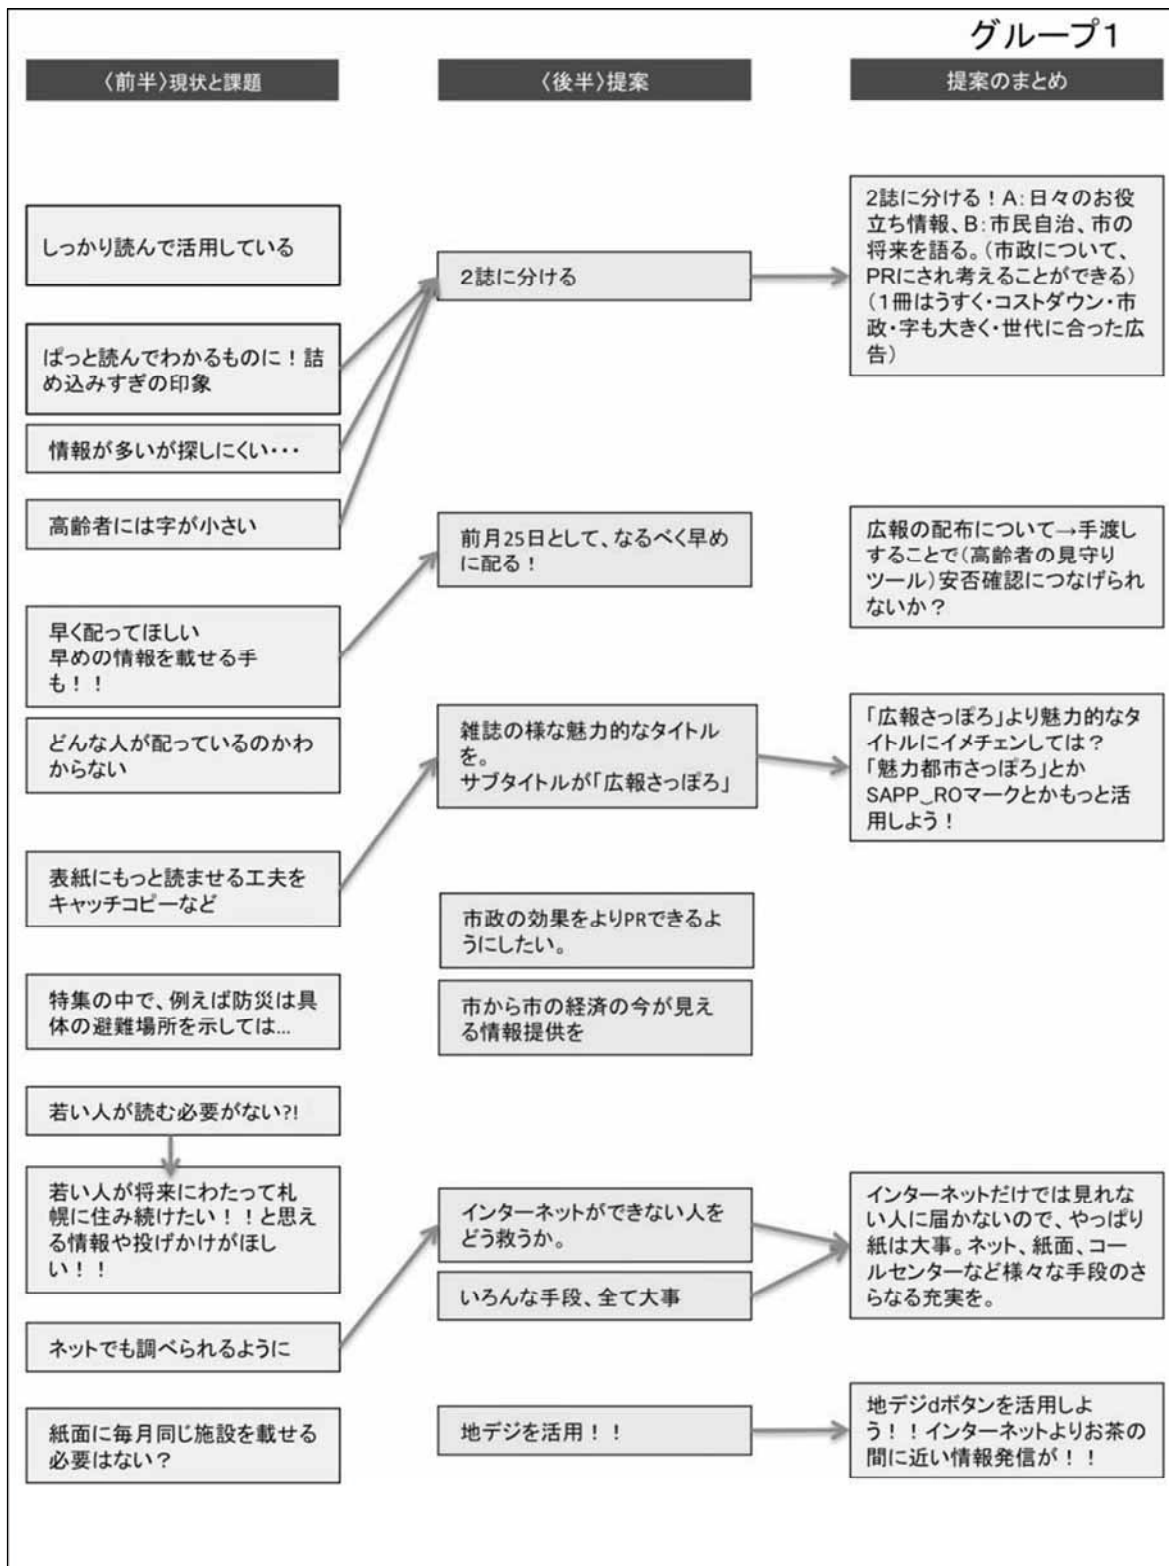 グループ1
〈前半〉現状と課題
〈後半〉提案
提案のまとめ
しっかり読んで活用している
ぱっと読んでわかるものに！詰
め込みすぎの印象
情報が多いが探しにくい・・・
高齢者には字が小さい
早く配ってほしい
早めの情報を載せる手
も！！
どんな人が配っているのかわ
からない
表紙にもっと読ませる工夫を
キャッチコピーなど
特集の中で、例えば防災は具
体の避難場所を示しては...
若い人が読む必要がない?!
若い人が将来にわたって札
幌に住み続けたい！！と思え
る情報や投げかけがほし
い！！
ネットでも調べられるように
紙面に毎月同じ施設を載せる
必要はない？
2誌に分ける
前月25日として、なるべく早め
に配る！
雑誌の様な魅力的なタイトル
を。
サブタイトルが「広報さっぽろ」
市政の効果をよりPRできるよ
うにしたい。
市から市の経済の今が見え
る情報提供を
インターネットができない人を
どう救うか。
いろんな手段、全て大事
地デジを活用！！
2誌に分ける！A:日々のお役
立ち情報、B:市民自治、市の
将来を語る。（市政について、
PRにされ考えることができる）
（1冊はうすく・コストダウン・市
政・字も大きく・世代に合った広
告）
広報の配布について→手渡し
することで（高齢者の見守り
ツール）安否確認につなげられ
ないか？
「広報さっぽろ」より魅力的なタ
イトルにイメチェンしては？
「魅力都市さっぽろ」とか
SAPP‿ROマークとかもっと活
用しよう！
インターネットだけでは見れな
い人に届かないので、やっぱり
紙は大事。ネット、紙面、コー
ルセンターなど様々な手段のさ
らなる充実を。
地デジdボタンを活用しよ
う！！インターネットよりお茶の
間に近い情報発信が！！